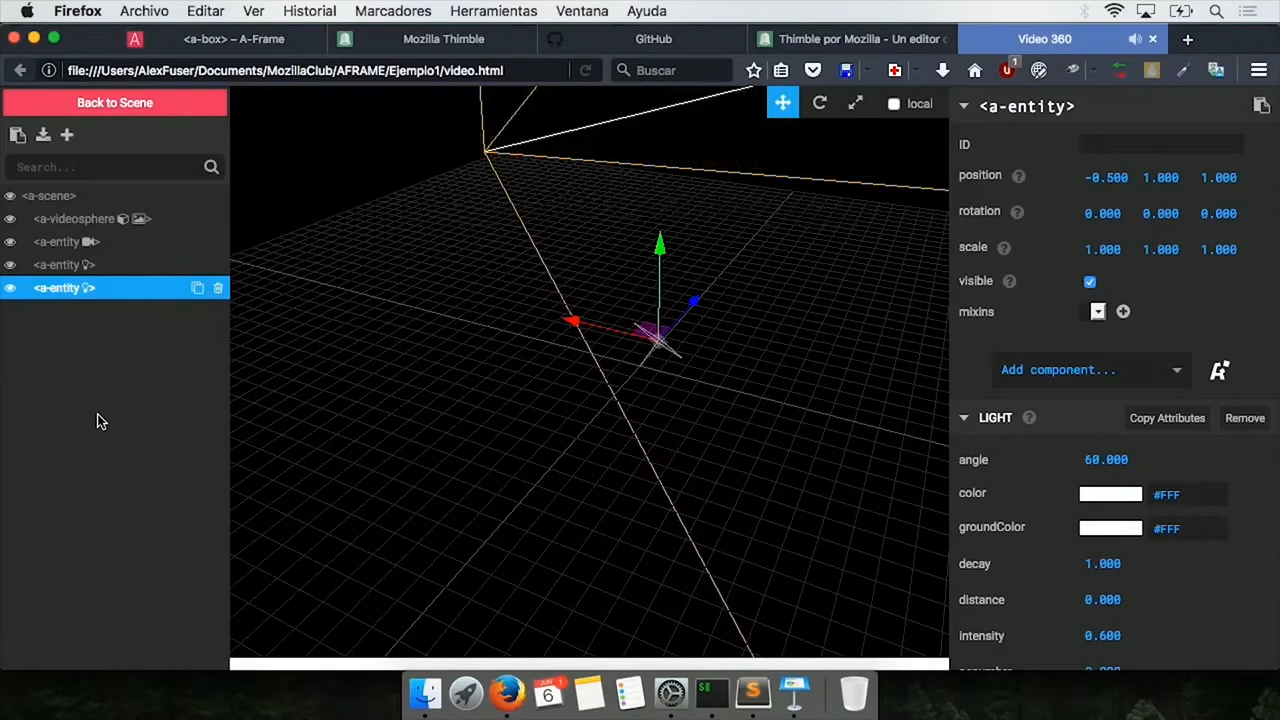 Firefox Archivo Editar Ver Historial Marcadores Herramientas Ventana Ayuda
<a-box> – A-Frame Mozilla Thimble GitHub Thimble por Mozilla - Un editor Video 360
file:///Users/AlexFuser/Documents/MozillaClub/AFRAME/Ejemplo1/video.html Buscar 1
Back to Scene
local
<a-entity>
Search...
ID
<a-scene>
position -0.500 1.000 1.000
<a-videosphere >
rotation 0.000 0.000 0.000
<a-entity >
scale 1.000 1.000 1.000
<a-entity >
visible
<a-entity >
mixins
Add component...
LIGHT Copy Attributes Remove
angle 60.000
color #FFF
groundColor #FFF
decay 1.000
distance 0.000
intensity 0.600
JUN 6